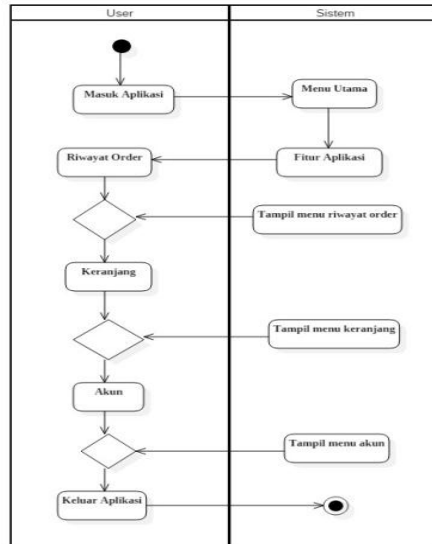 User
Sistem
Masuk Aplikasi
Menu Utama
Riwayat Order
Fitur Aplikasi
Tampil menu riwayat order
Keranjang
Tampil menu keranjang
Akun
Tampil menu akun
Keluar Aplikasi